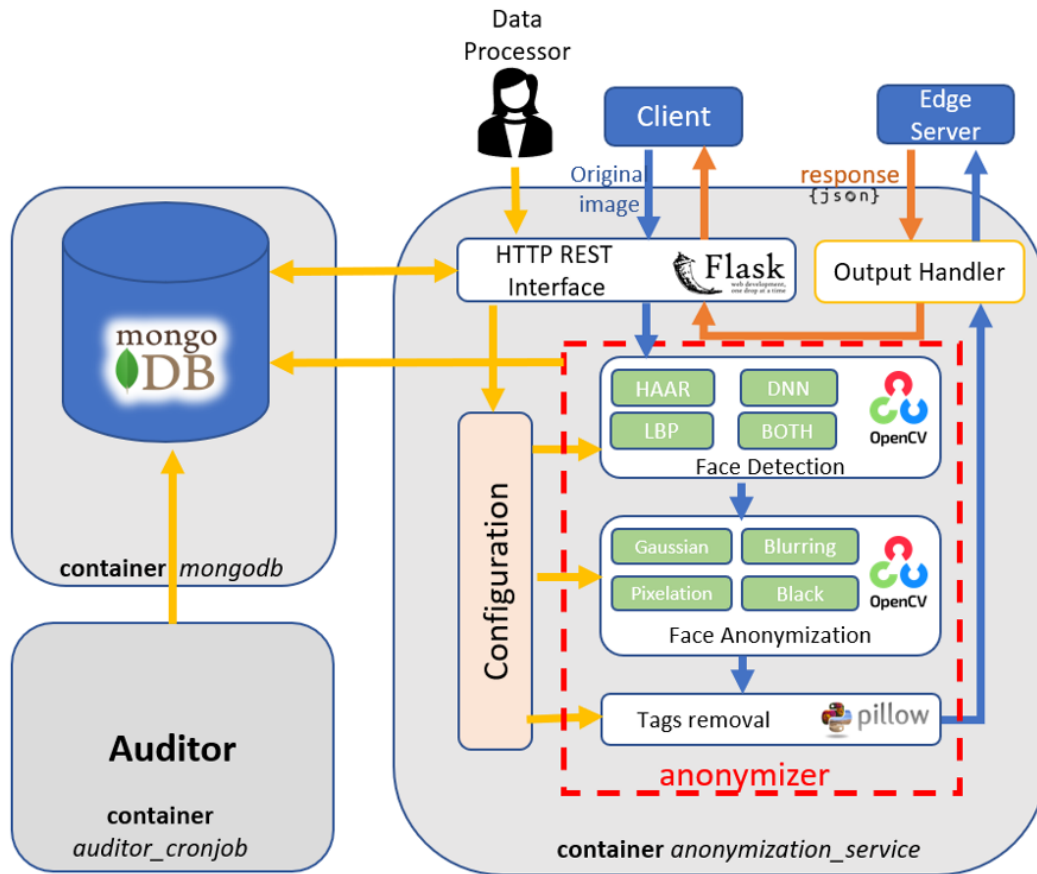 Data
Processor
Client
Edge
Server
Original
image
response
{json}
HTTP REST
Interface
Flask
web development,
one drop at a time
Output Handler
mongo
DB
HAAR
DNN
LBP
BOTH
OpenCV
Face Detection
container mongodb
Configuration
Gaussian
Blurring
Pixelation
Black
OpenCV
Face Anonymization
Tags removal
pillow
anonymizer
Auditor
container
auditor_cronjob
container anonymization_service